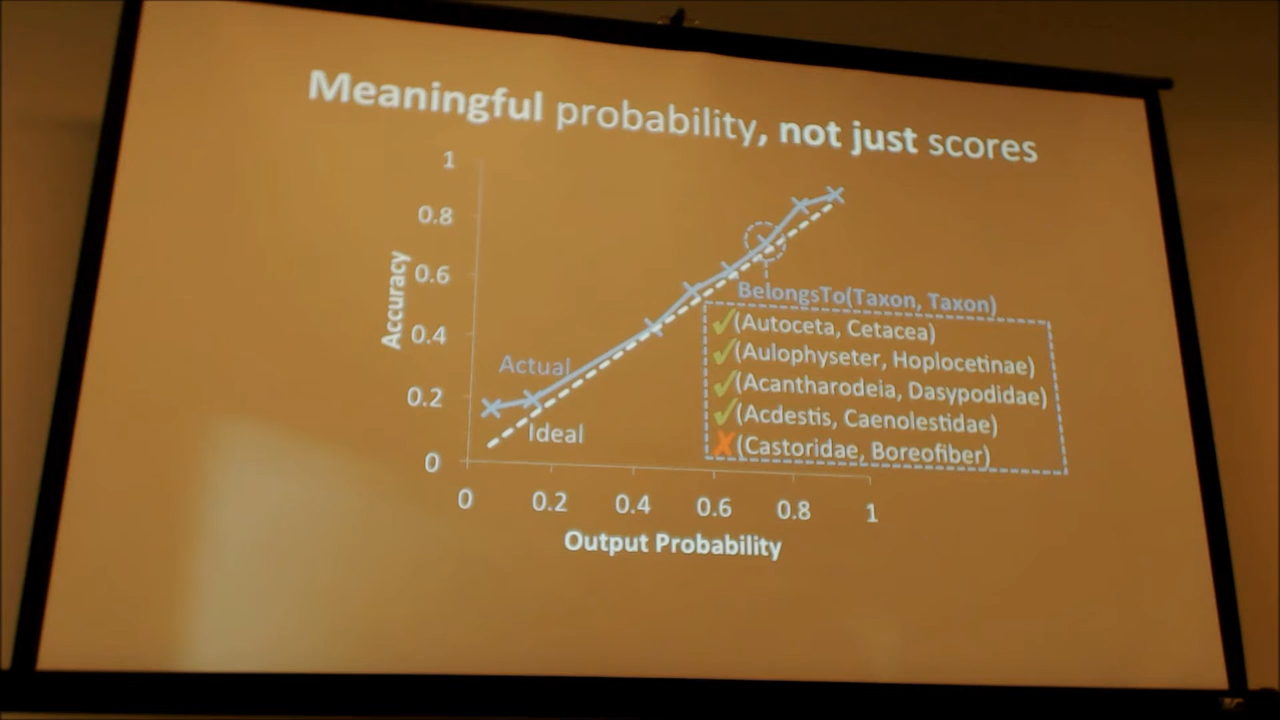 Meaningful probability, not just scores
1
0.8
0.6
0.4
0.2
0
Accuracy
Actual
Ideal
BelongsTo(Taxon, Taxon)
✓(Autoceta, Cetacea)
✓(Aulophyseter, Hoplocetinae)
✓(Acantharodeia, Dasypodidae)
✓(Acdestis, Caenolestidae)
✗(Castoridae, Boreofiber)
0 0.2 0.4 0.6 0.8 1
Output Probability